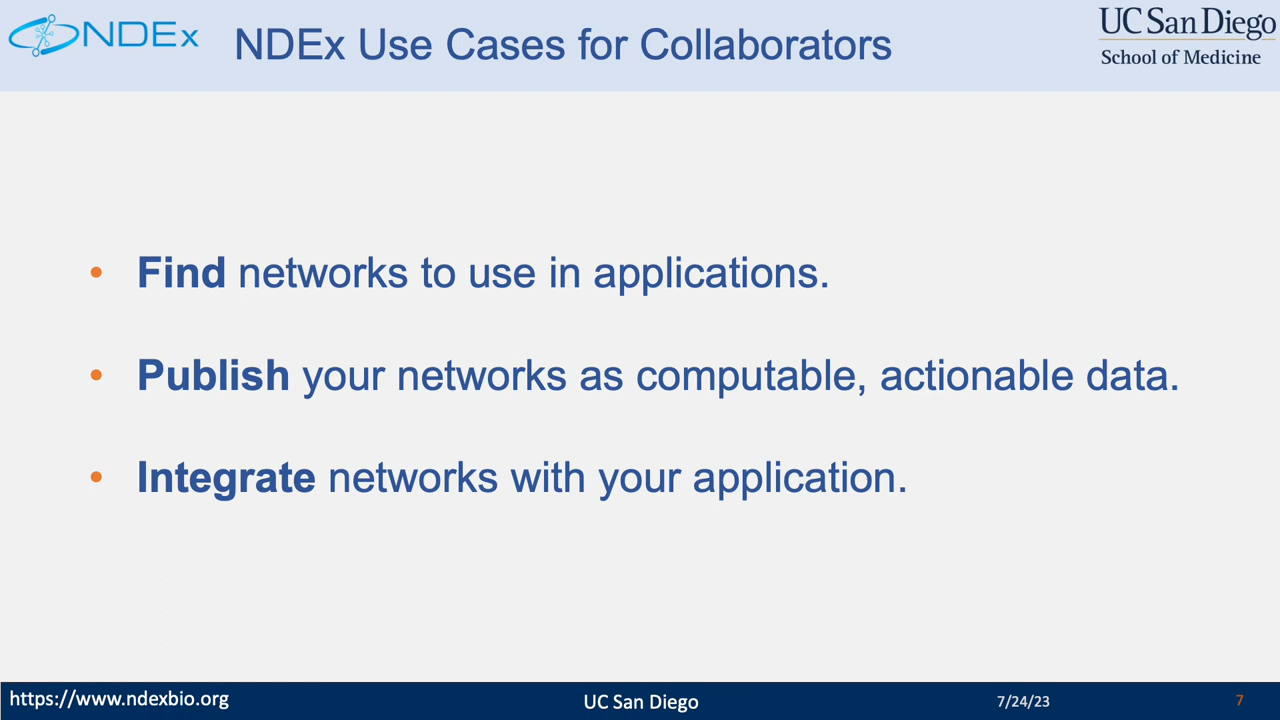 NDEx
NDEx Use Cases for Collaborators
UC San Diego
School of Medicine
• Find networks to use in applications.
• Publish your networks as computable, actionable data.
• Integrate networks with your application.
https://www.ndexbio.org
UC San Diego
7/24/23
7